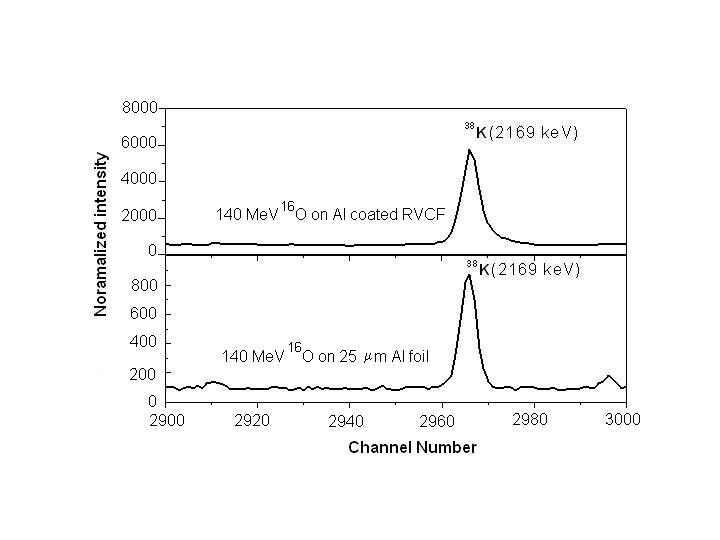 8000
6000
4000
2000
0
³⁸K(2169 keV)
140 MeV ¹⁶O on Al coated RVCF
Noramalized intensity
800
600
400
200
0
³⁸K(2169 keV)
140 MeV ¹⁶O on 25 μm Al foil
2900 2920 2940 2960 2980 3000
Channel Number